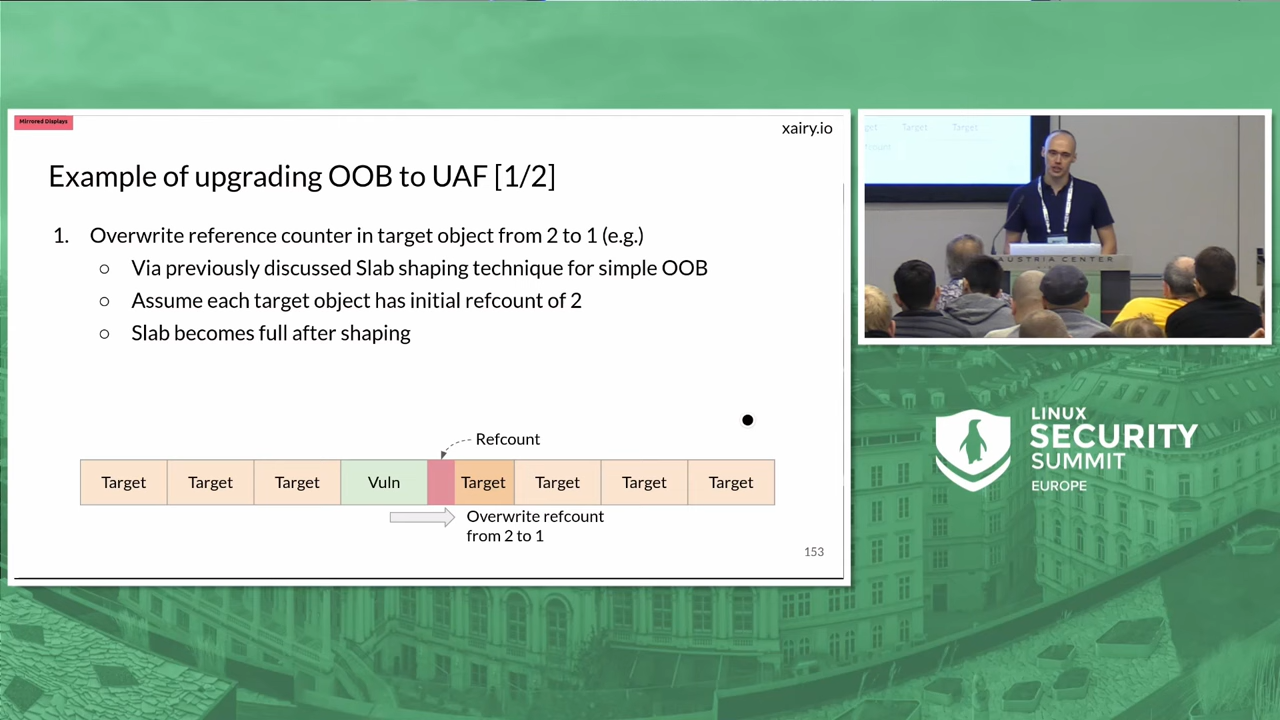 Mirrored Displays
xairy.io
Example of upgrading OOB to UAF [1/2]
1. Overwrite reference counter in target object from 2 to 1 (e.g.)
○ Via previously discussed Slab shaping technique for simple OOB
○ Assume each target object has initial refcount of 2
○ Slab becomes full after shaping
Refcount
Target Target Target Vuln Target Target Target Target
Overwrite refcount
from 2 to 1
153
Target Target
AUSTRIA CENTER
LINUX
SECURITY
SUMMIT
EUROPE